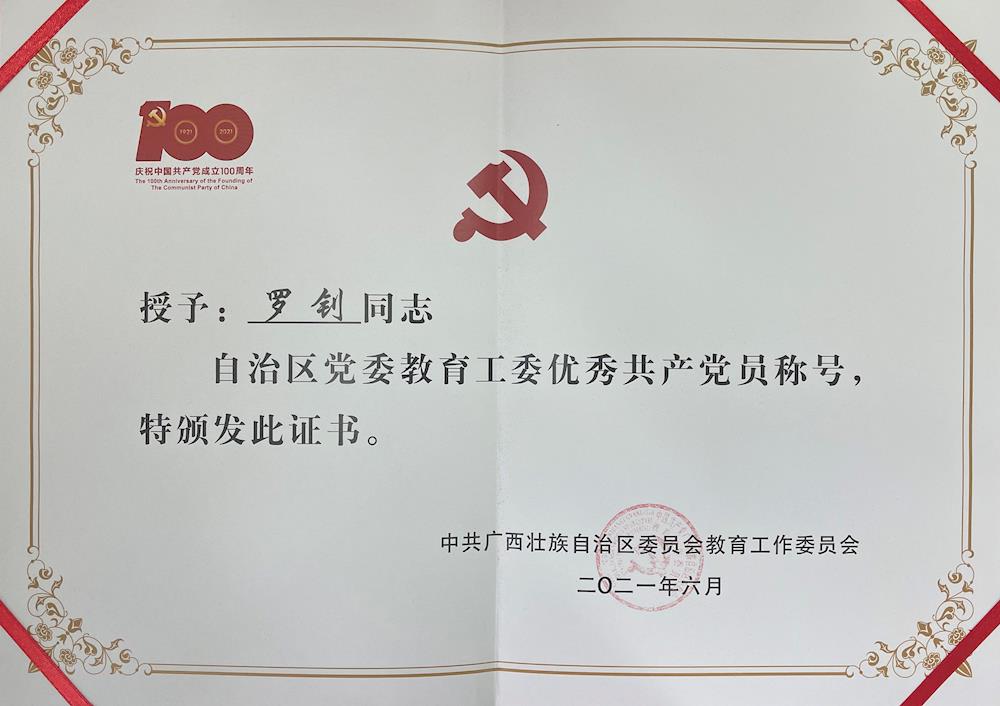 1921
2021
庆祝中国共产党成立100周年
The 100th Anniversary of the Founding of
The Communist Party of China
授予：罗钊同志
自治区党委教育工委优秀共产党员称号，
特颁发此证书。
中共广西壮族自治区委员会教育工作委员会
二〇二一年六月